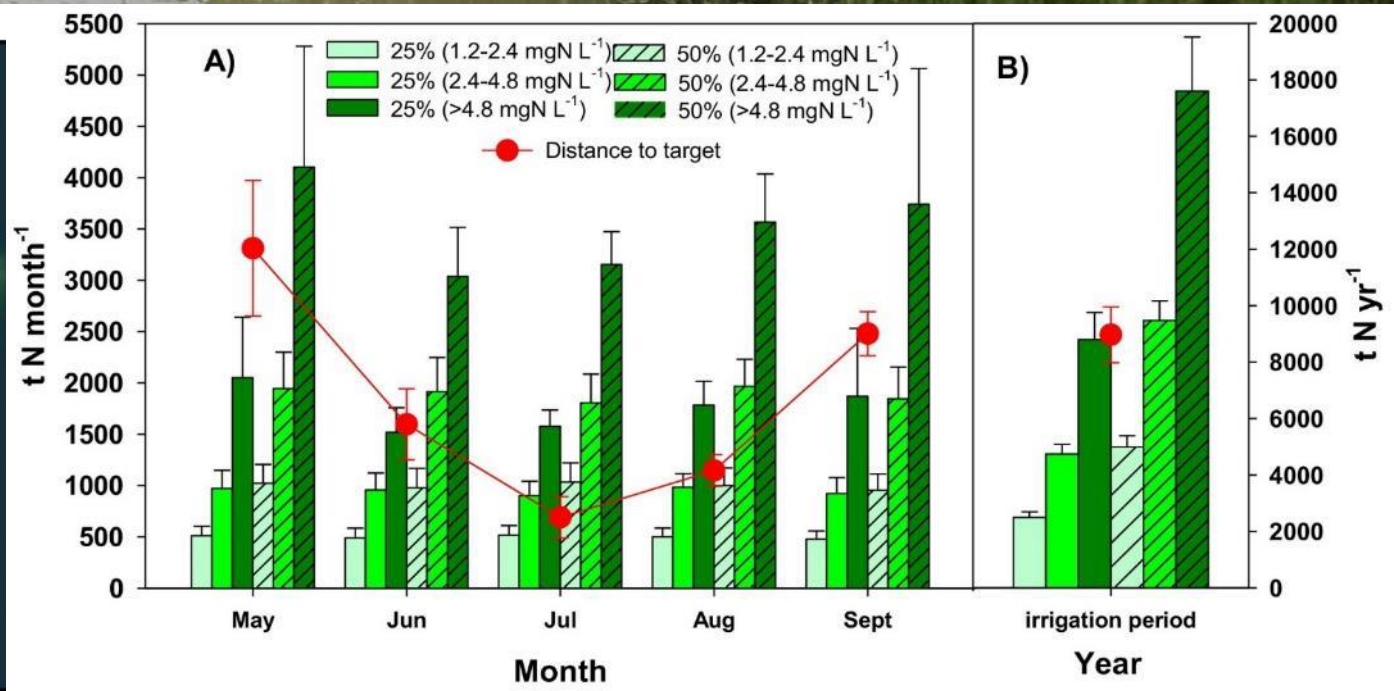 A)
25% (1.2-2.4 mgN L⁻¹) 50% (1.2-2.4 mgN L⁻¹)
25% (2.4-4.8 mgN L⁻¹) 50% (2.4-4.8 mgN L⁻¹)
25% (>4.8 mgN L⁻¹) 50% (>4.8 mgN L⁻¹)
Distance to target
B)
t N month⁻¹
5500
5000
4500
4000
3500
3000
2500
2000
1500
1000
500
0
May Jun Jul Aug Sept
Month
20000
18000
16000
14000
12000
10000
8000
6000
4000
2000
0
t N yr⁻¹
irrigation period
Year